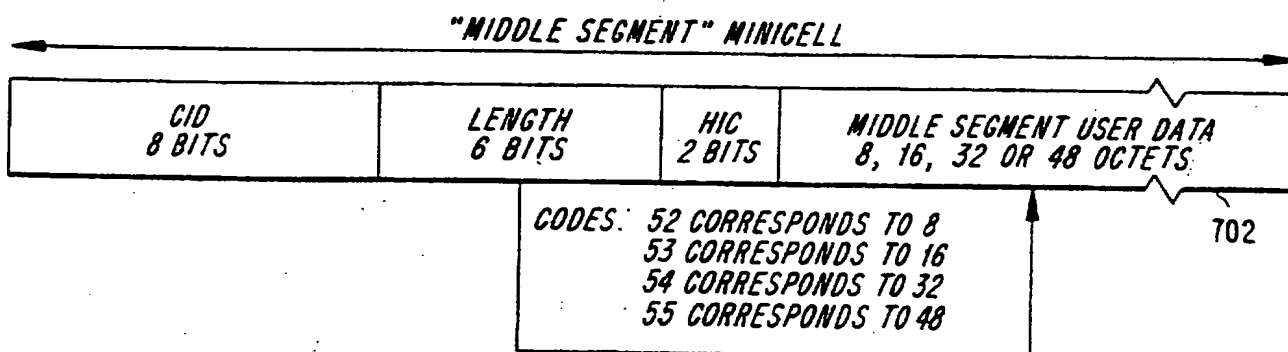 "MIDDLE SEGMENT" MINICELL
CID
8 BITS
LENGTH
6 BITS
HIC
2 BITS
MIDDLE SEGMENT USER DATA
8, 16, 32 OR 48 OCTETS
CODES: 52 CORRESPONDS TO 8
53 CORRESPONDS TO 16
54 CORRESPONDS TO 32
55 CORRESPONDS TO 48
702